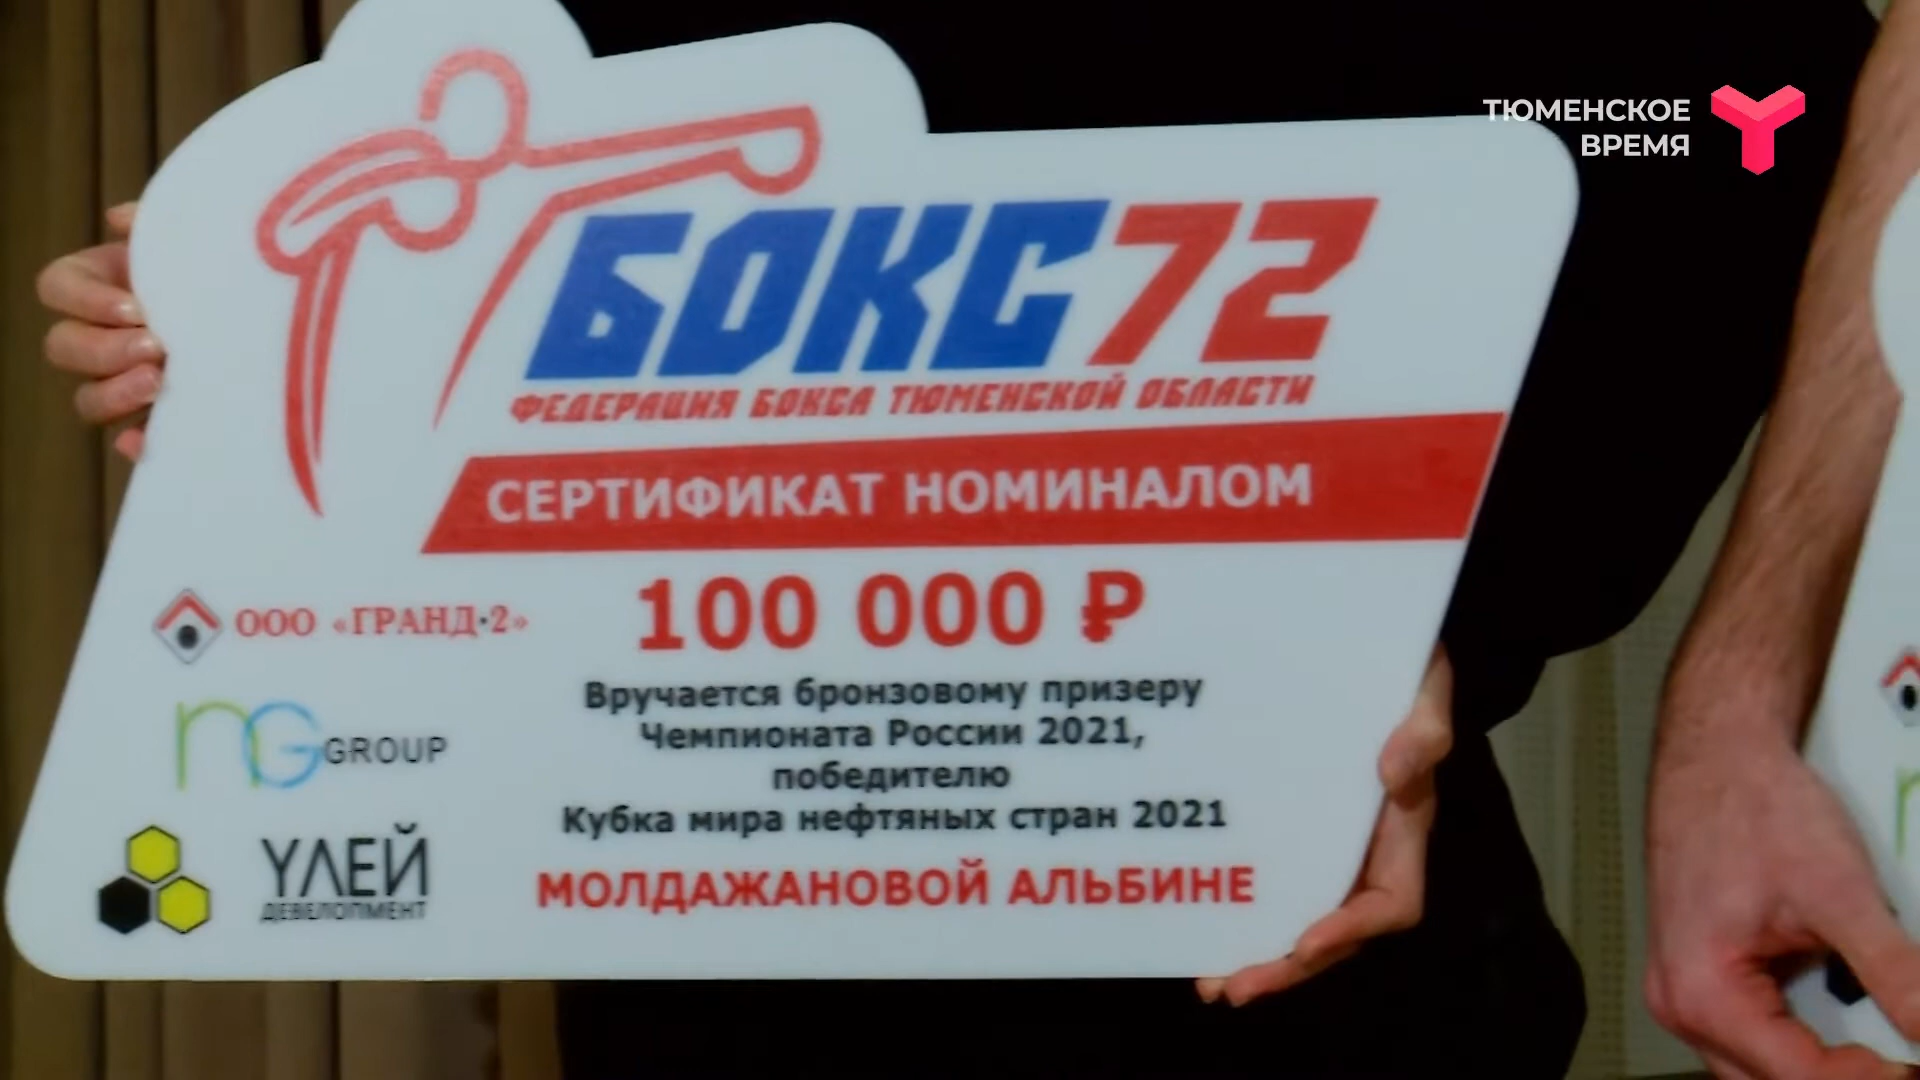 ТЮМЕНСКОЕ
ВРЕМЯ
БОКС72
ФЕДЕРАЦИЯ БОКСА ТЮМЕНСКОЙ ОБЛАСТИ
СЕРТИФИКАТ НОМИНАЛОМ
100 000 ₽
ООО «ГРАНД-2»
NG GROUP
УЛЕЙ
ДЕВЕЛОПМЕНТ
Вручается бронзовому призеру
Чемпионата России 2021,
победителю
Кубка мира нефтяных стран 2021
МОЛДАЖАНОВОЙ АЛЬБИНЕ